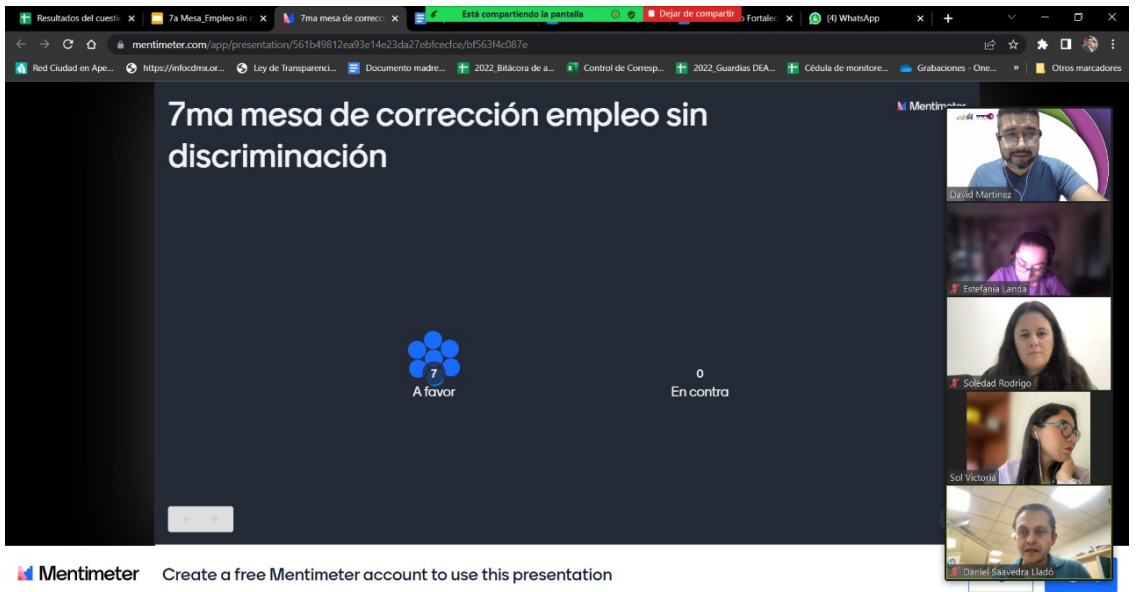 Resultados del cuestic
7a Mesa_Empleo sin c
7ma mesa de correcci
Está compartiendo la pantalla
Dejar de compartir
Fortalec
(4) WhatsApp
mentimeter.com/app/presentation/561b49812ea93e14e23da27ebfcecfce/bf563f4c087e
Red Ciudad en Ape...
https://infocdmx.or...
Ley de Transparenci...
Documento madre...
2022_Bitácora de a...
Control de Corresp...
2022_Guardias DEA...
Cédula de monitore...
Grabaciones - One...
»
Otros marcadores
7ma mesa de corrección empleo sin
discriminación
Mentimeter
7
A favor
0
En contra
David Martinez
Estefanía Landa
Soledad Rodrigo
Sol Victoria
Daniel Saavedra Lladó
Mentimeter
Create a free Mentimeter account to use this presentation